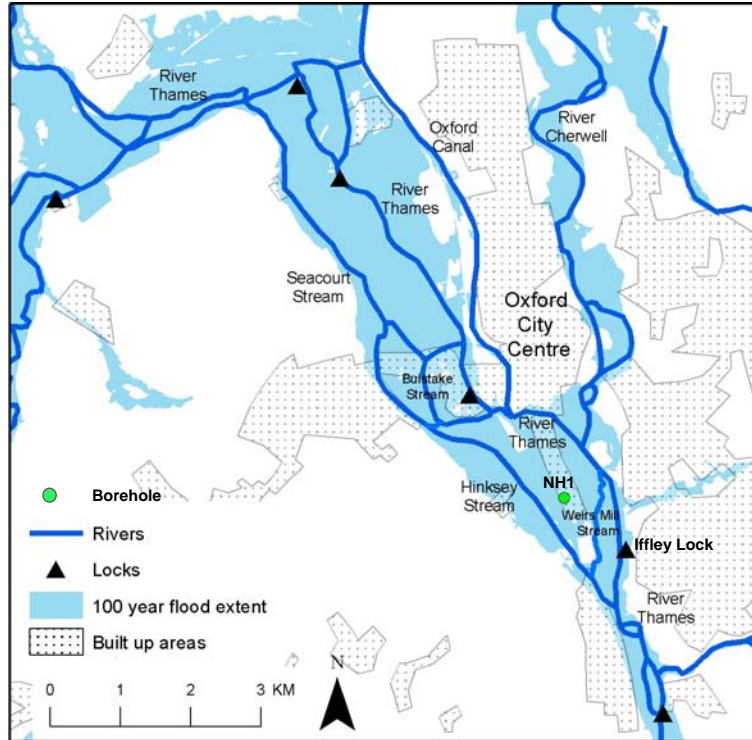 River
Thames
Oxford
Canal
River
Cherwell
River
Thames
Seacourt
Stream
Oxford
City
Centre
Bulstake
Stream
River
Thames
NH1
Hinksey
Stream
Weirs Mill
Stream
Iffley Lock
River
Thames
Borehole
Rivers
Locks
100 year flood extent
Built up areas
N
0 1 2 3 KM